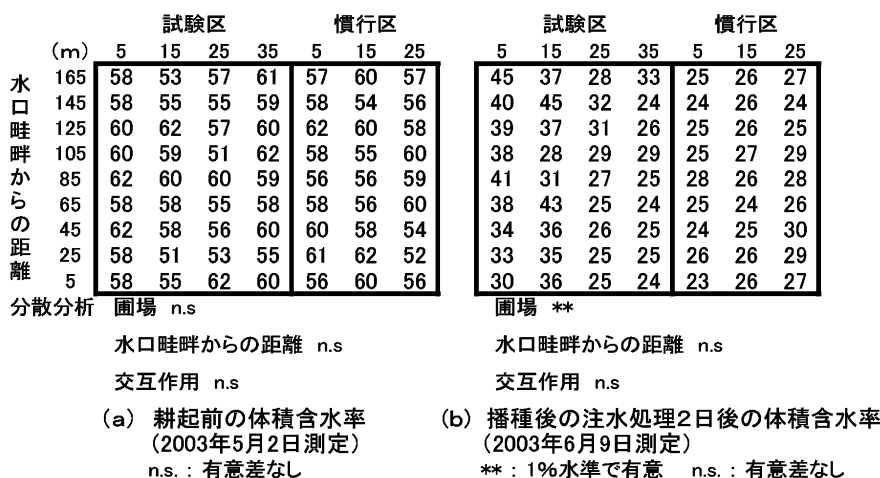 試験区 慣行区 試験区 慣行区
(m) 5 15 25 35 5 15 25 5 15 25 35 5 15 25
水口畦畔からの距離
165 58 53 57 61 57 60 57 45 37 28 33 25 26 27
145 58 55 55 59 58 54 56 40 45 32 24 24 26 24
125 60 62 57 60 62 60 58 39 37 31 26 25 26 25
105 60 59 51 62 58 55 60 38 28 29 29 25 27 29
85 62 60 60 59 56 56 59 41 31 27 25 28 26 28
65 58 58 55 58 58 56 60 38 43 25 24 25 24 26
45 62 58 56 60 60 58 54 34 36 26 25 24 25 30
25 58 51 53 55 61 62 52 33 35 25 25 26 26 29
5 58 55 62 60 56 60 56 30 36 25 24 23 26 27
分散分析 圃場 n.s 圃場 **
水口畦畔からの距離 n.s 水口畦畔からの距離 n.s
交互作用 n.s 交互作用 n.s
(a) 耕起前の体積含水率 (b) 播種後の注水処理2日後の体積含水率
(2003年5月2日測定) (2003年6月9日測定)
n.s.：有意差なし **：1%水準で有意 n.s.：有意差なし